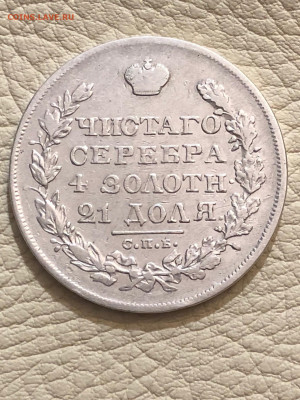 COINS.LAVE.RU
ЧИСТАГО
СЕРЕБРА
4 ЗОЛОТН.
21 ДОЛЯ.
С.П.Б.